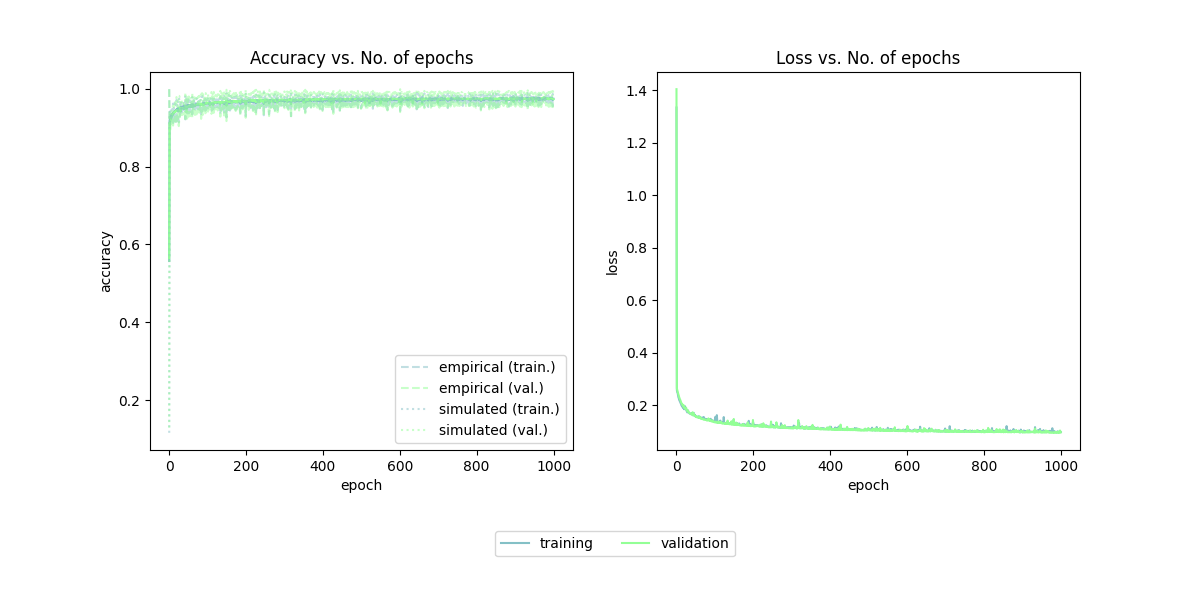 Accuracy vs. No. of epochs
1.0
0.8
0.6
0.4
0.2
accuracy
empirical (train.)
empirical (val.)
simulated (train.)
simulated (val.)
0 200 400 600 800 1000
epoch
Loss vs. No. of epochs
1.4
1.2
1.0
0.8
0.6
0.4
0.2
loss
0 200 400 600 800 1000
epoch
training validation